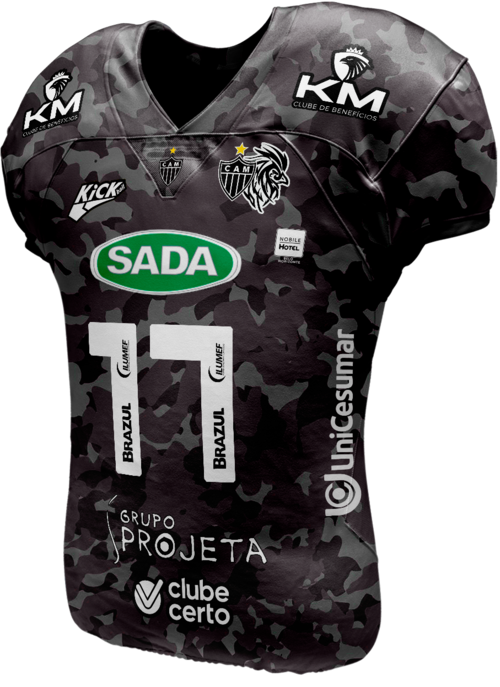 KM
CLUBE DE BENEFÍCIOS
KM
CLUBE DE BENEFÍCIOS
CAM
CAM
KiCK
NOBILE
HOTEL
SADA
17
ILUMEF
BRAZUL
ILUMEF
BRAZUL
UniCesumar
GRUPO
PROJETA
clube
certo